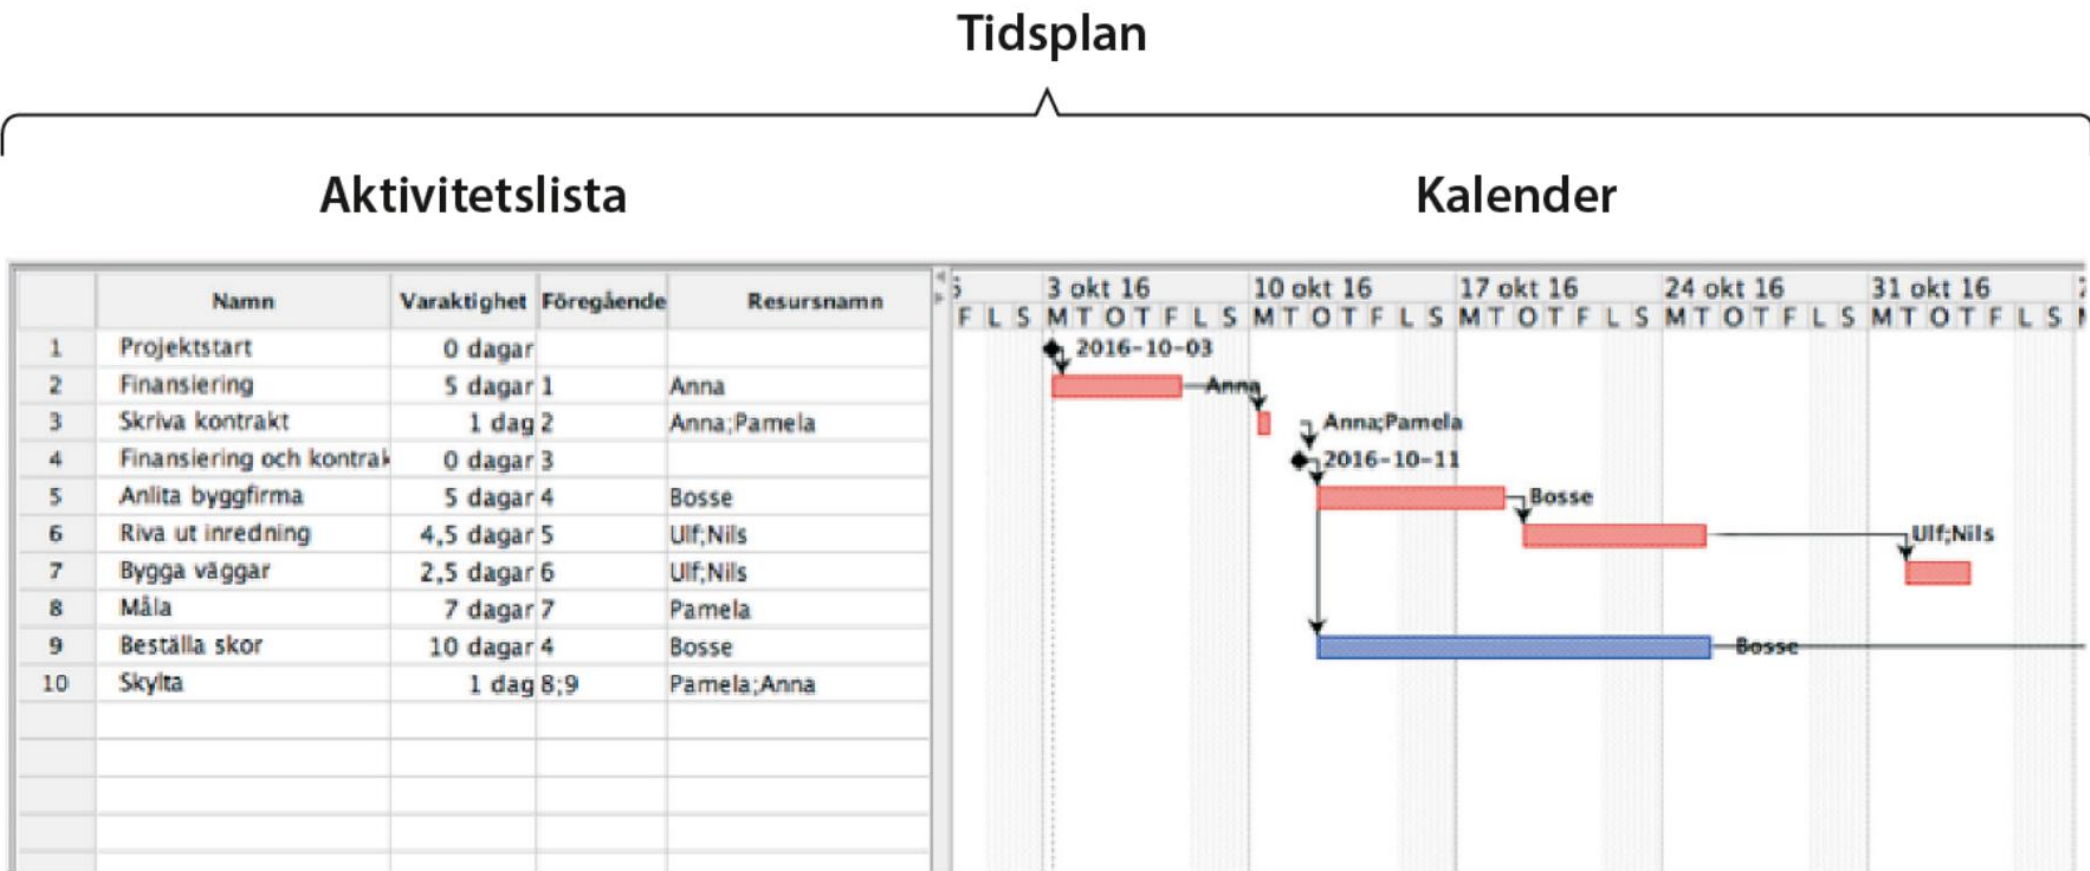 Tidsplan
Aktivitetslista Kalender
Namn Varaktighet Föregående Resursnamn
3 okt 16 10 okt 16 17 okt 16 24 okt 16 31 okt 16
F L S M T O T F L S M T O T F L S M T O T F L S M T O T F L S M T O T F L S
1 Projektstart 0 dagar 2016-10-03
2 Finansiering 5 dagar 1 Anna Anna
3 Skriva kontrakt 1 dag 2 Anna;Pamela Anna;Pamela
4 Finansiering och kontrak 0 dagar 3 2016-10-11
5 Anlita byggfirma 5 dagar 4 Bosse Bosse
6 Riva ut inredning 4,5 dagar 5 Ulf;Nils Ulf;Nils
7 Bygga väggar 2,5 dagar 6 Ulf;Nils
8 Måla 7 dagar 7 Pamela
9 Beställa skor 10 dagar 4 Bosse Bosse
10 Skylta 1 dag 8;9 Pamela;Anna